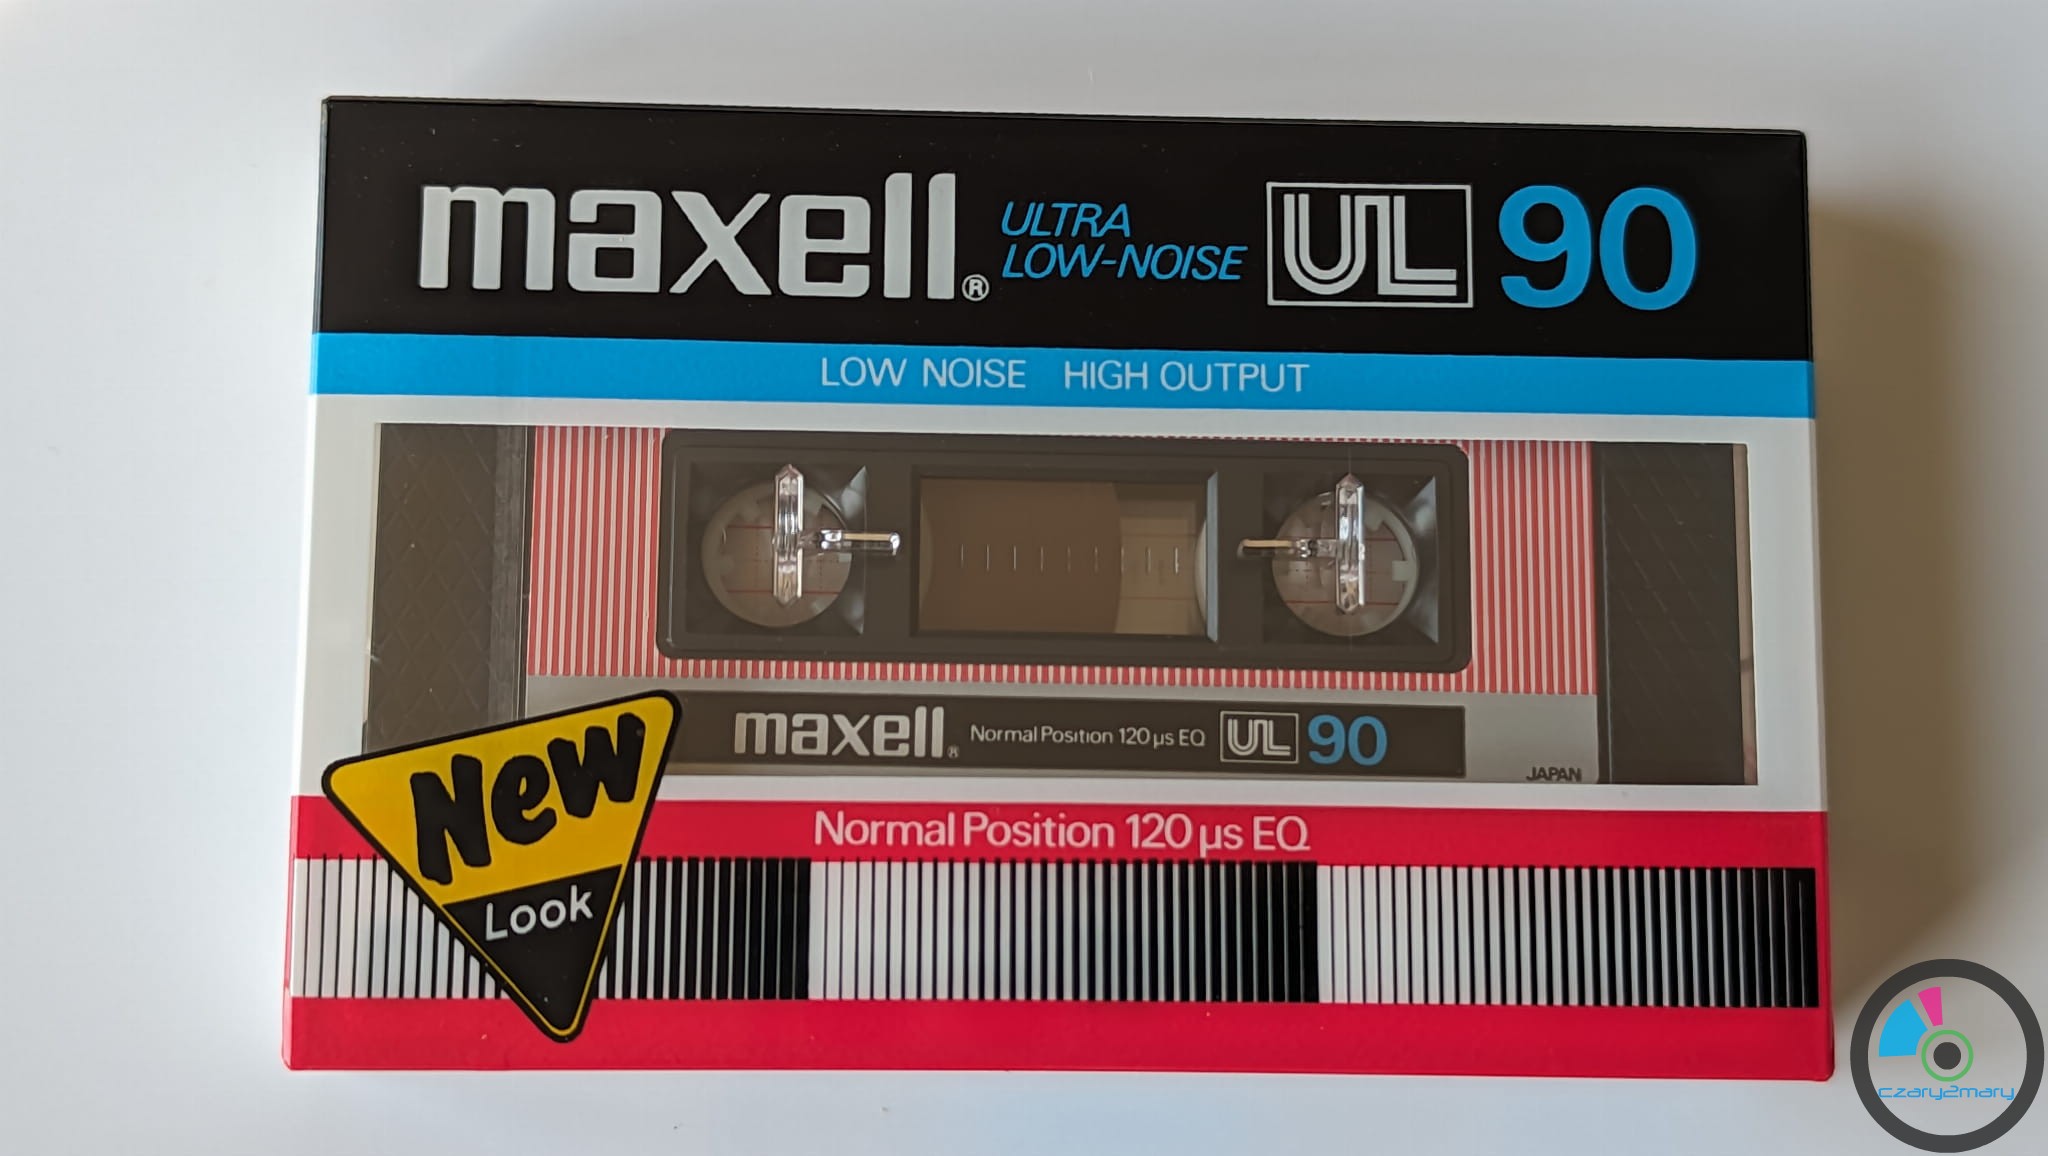 maxell® ULTRA LOW-NOISE UL 90
LOW NOISE HIGH OUTPUT
maxell® Normal Position 120 µs EQ UL 90
JAPAN
Normal Position 120 µs EQ
New
Look
czary2mary